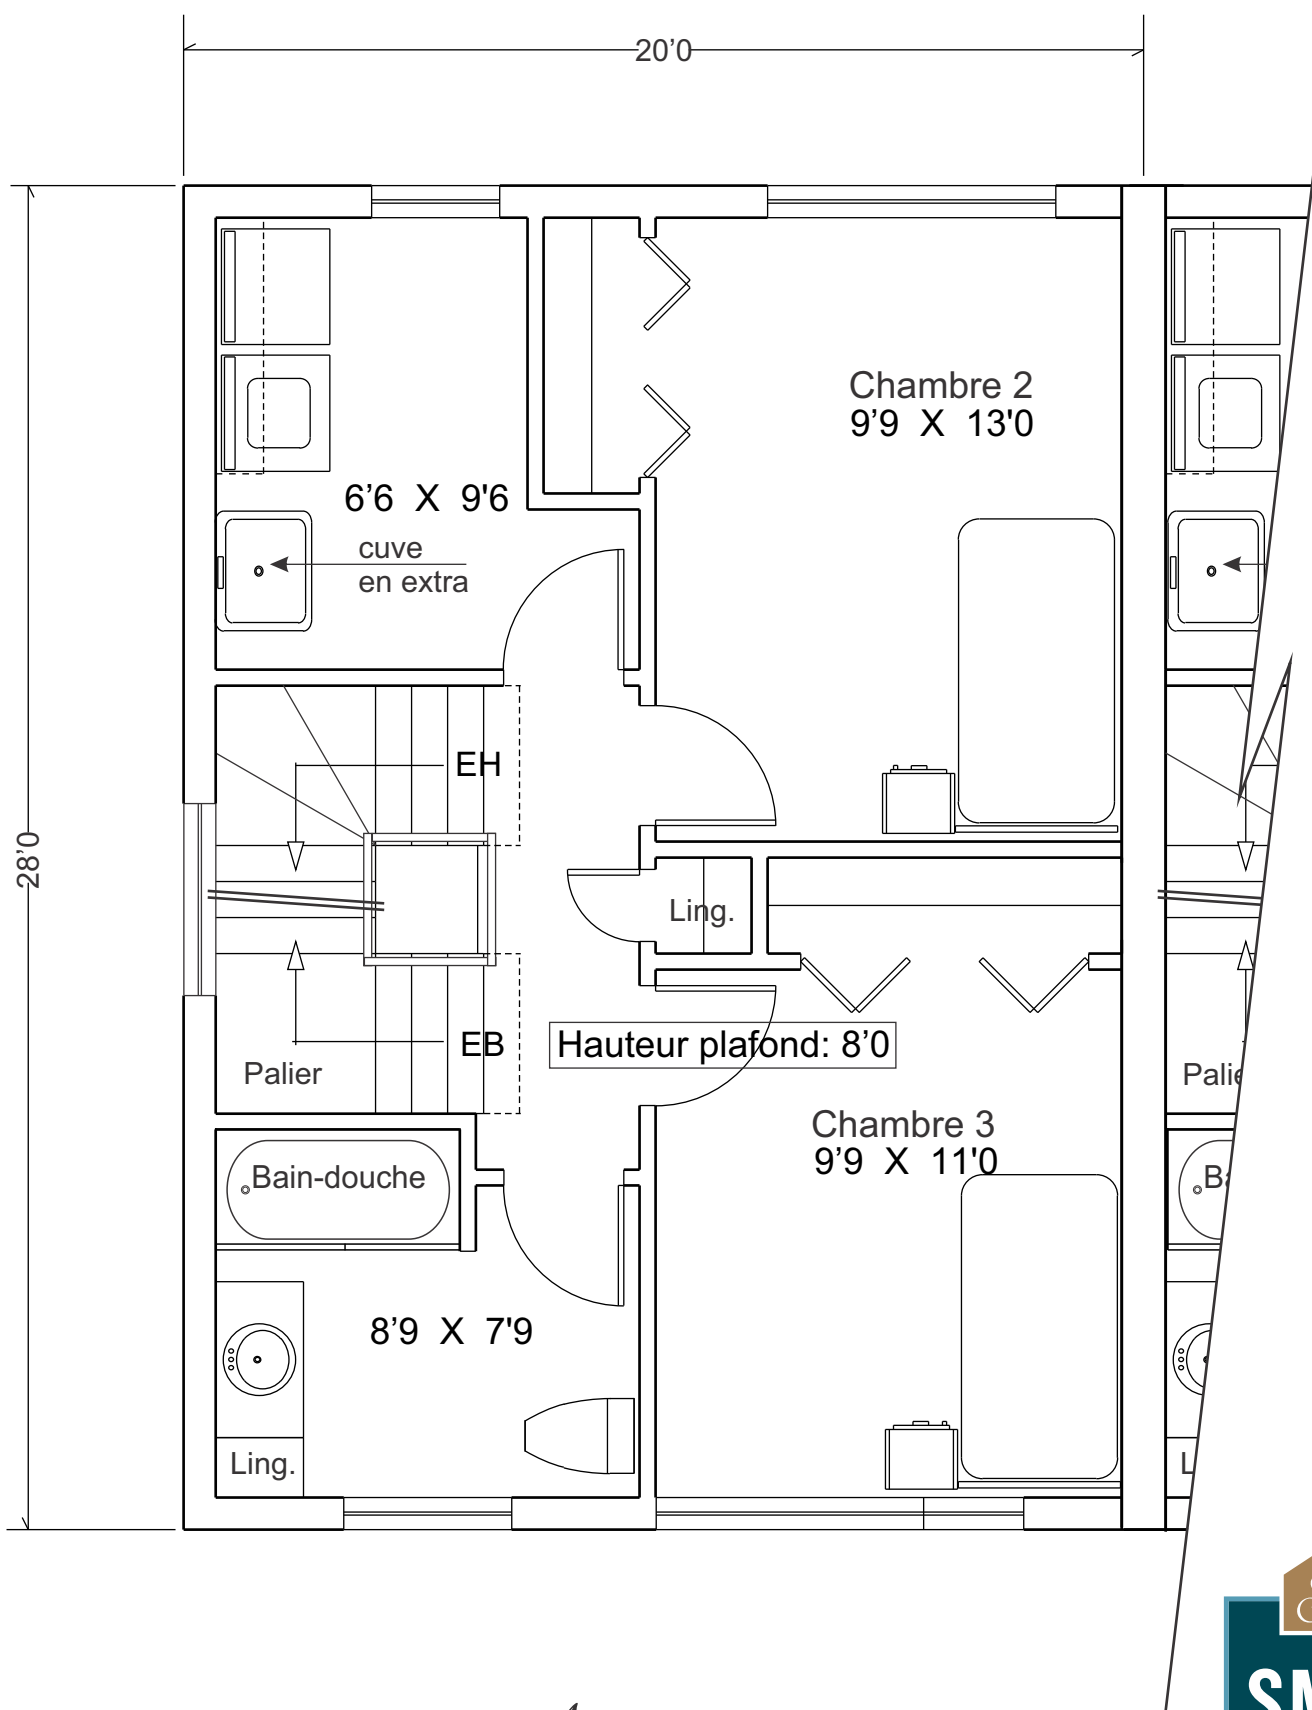 20'0
28'0
Chambre 2
9'9 X 13'0
6'6 X 9'6
cuve
en extra
EH
Ling.
EB
Hauteur plafond: 8'0
Palier
Chambre 3
9'9 X 11'0
Bain-douche
8'9 X 7'9
Ling.